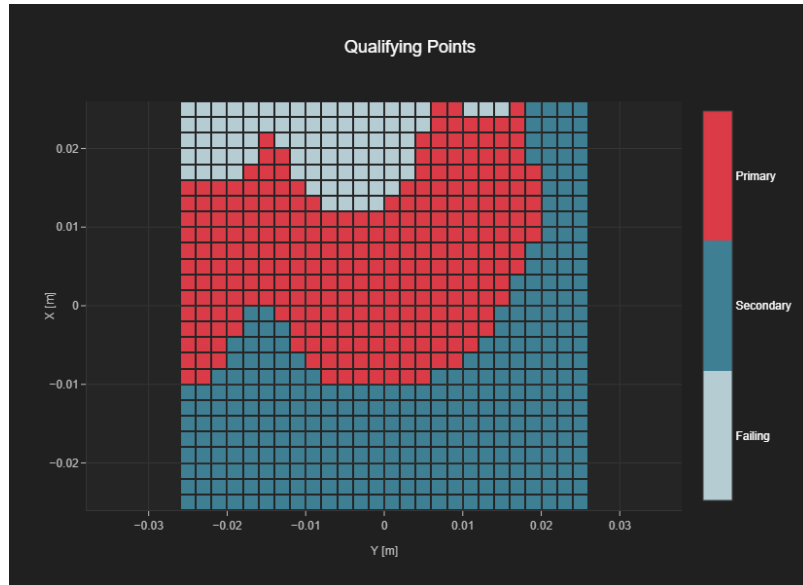 Qualifying Points
0.02
0.01
0
−0.01
−0.02
X [m]
−0.03
−0.02
−0.01
0
0.01
0.02
0.03
Y [m]
Primary
Secondary
Failing